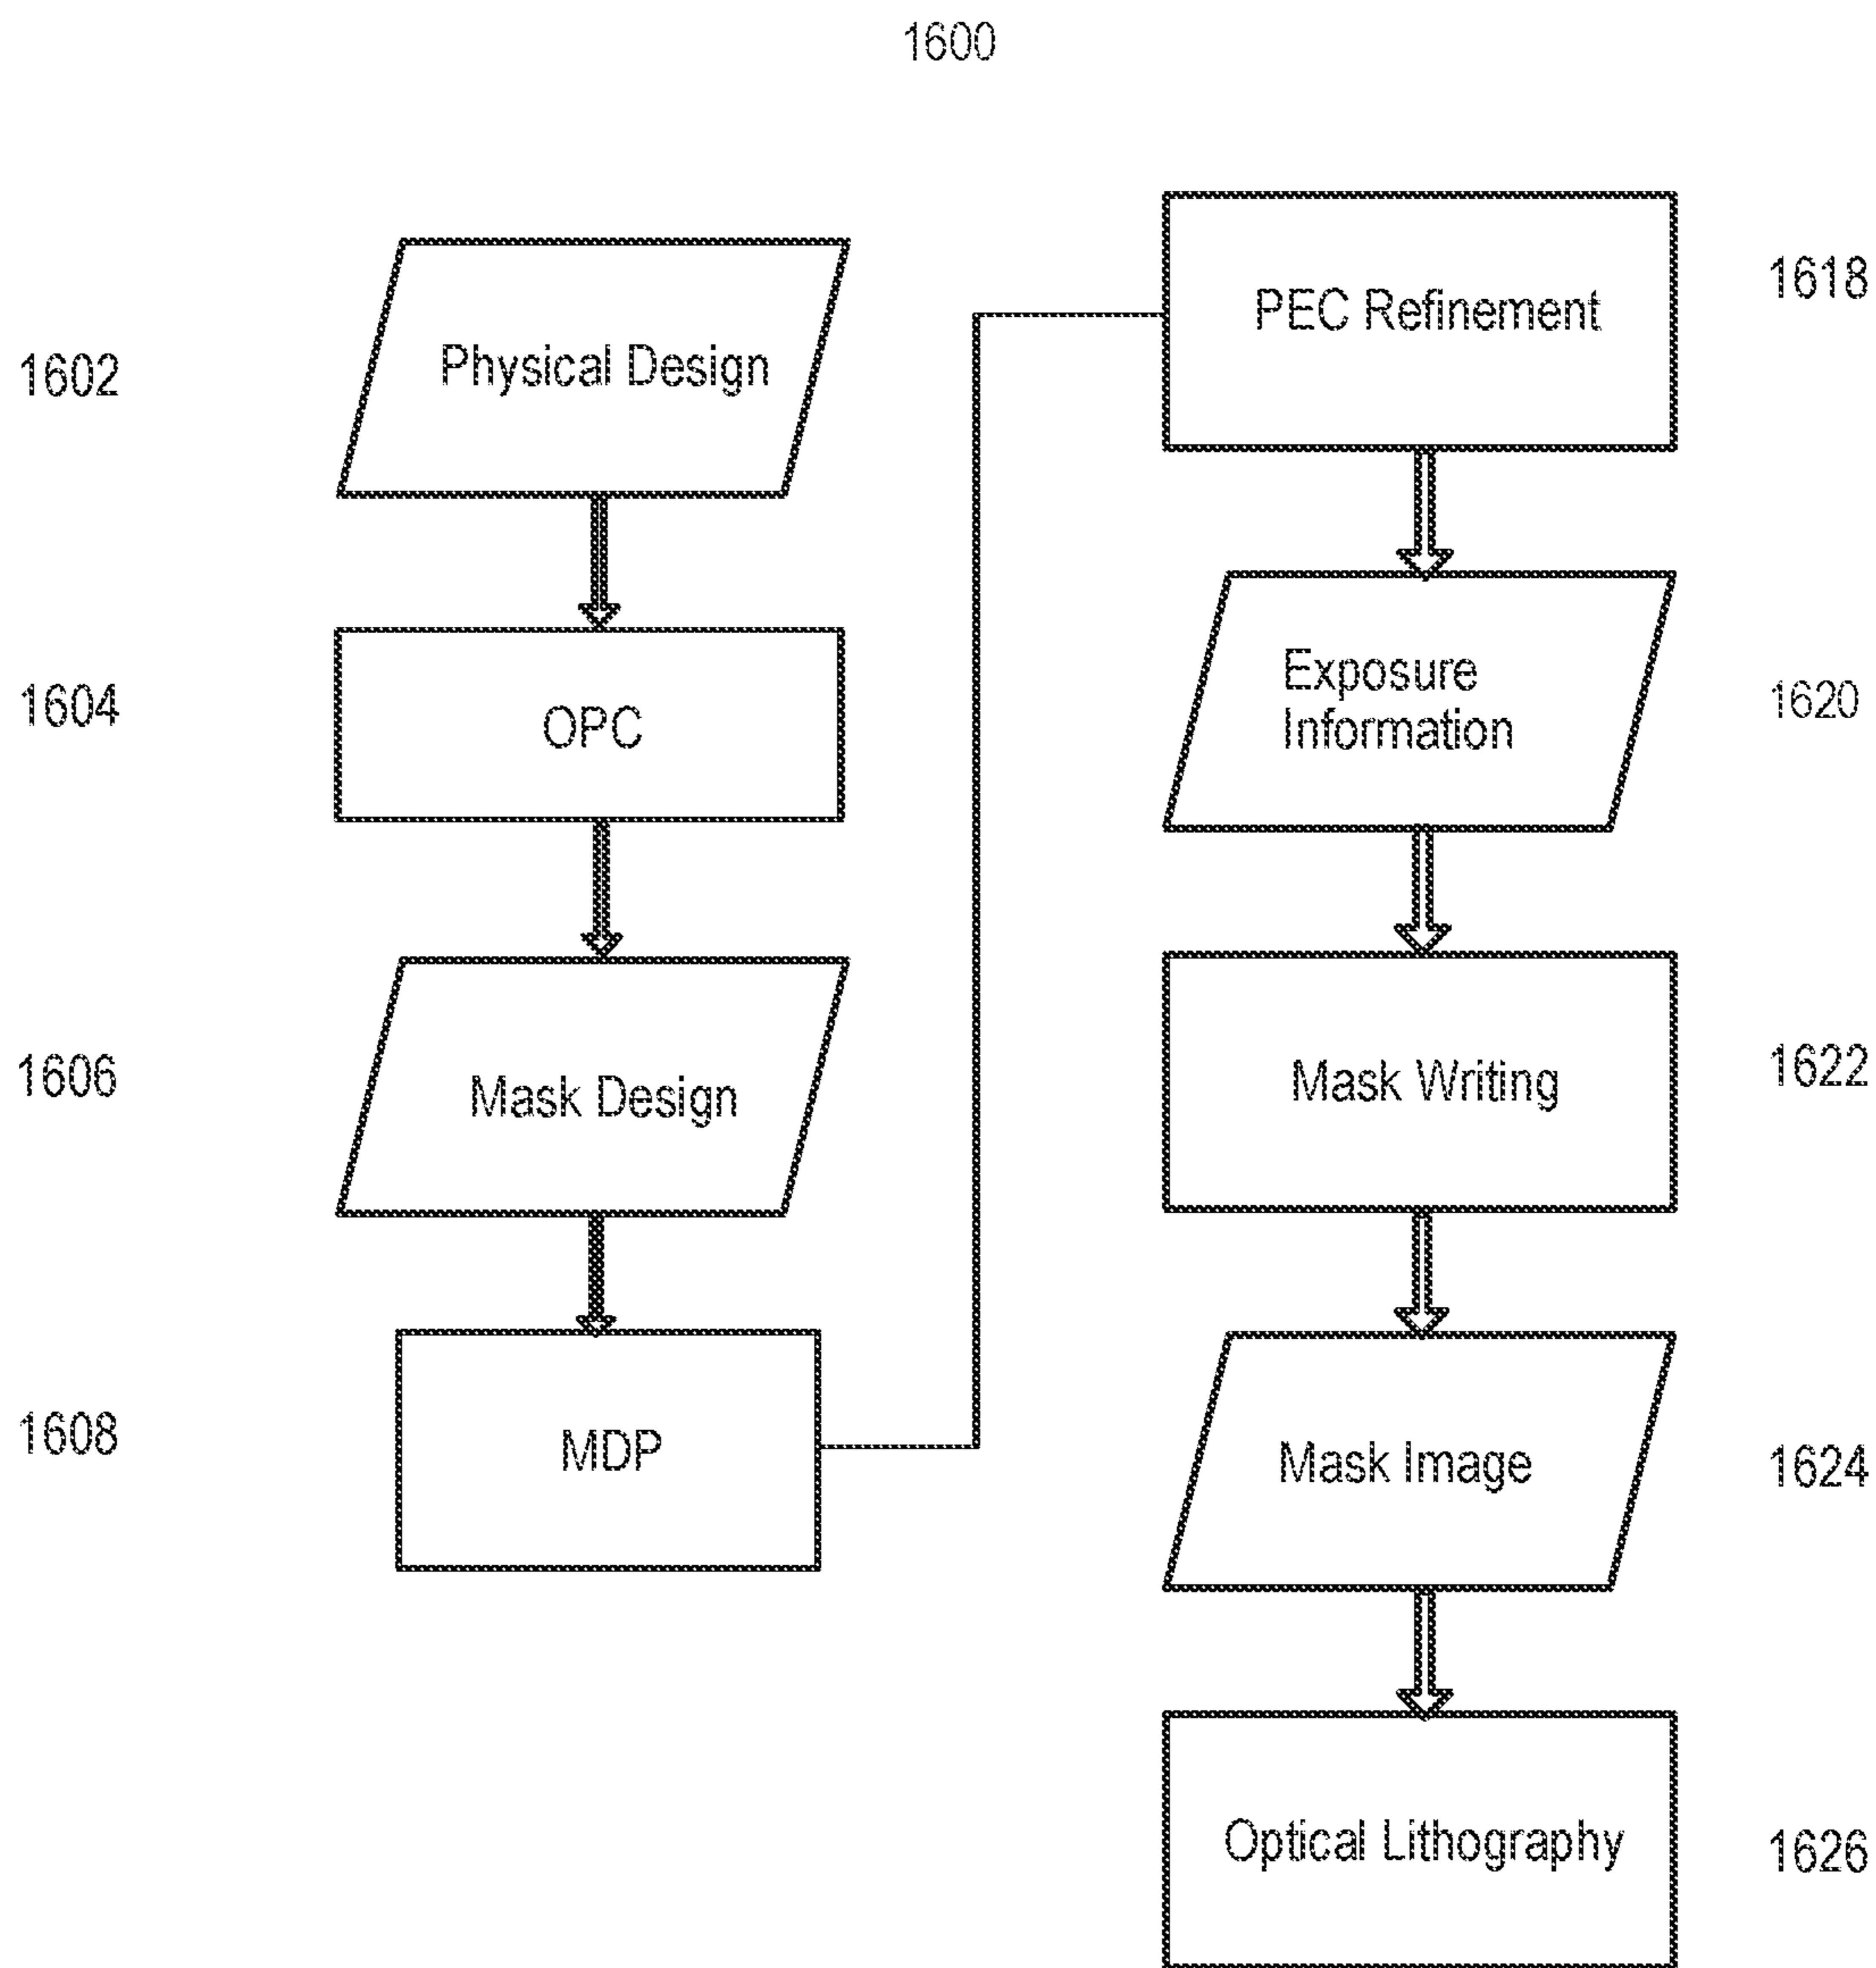 1600
1602
Physical Design
1604
OPC
1606
Mask Design
1608
MDP
PEC Refinement
1618
Exposure
Information
1620
Mask Writing
1622
Mask Image
1624
Optical Lithography
1626